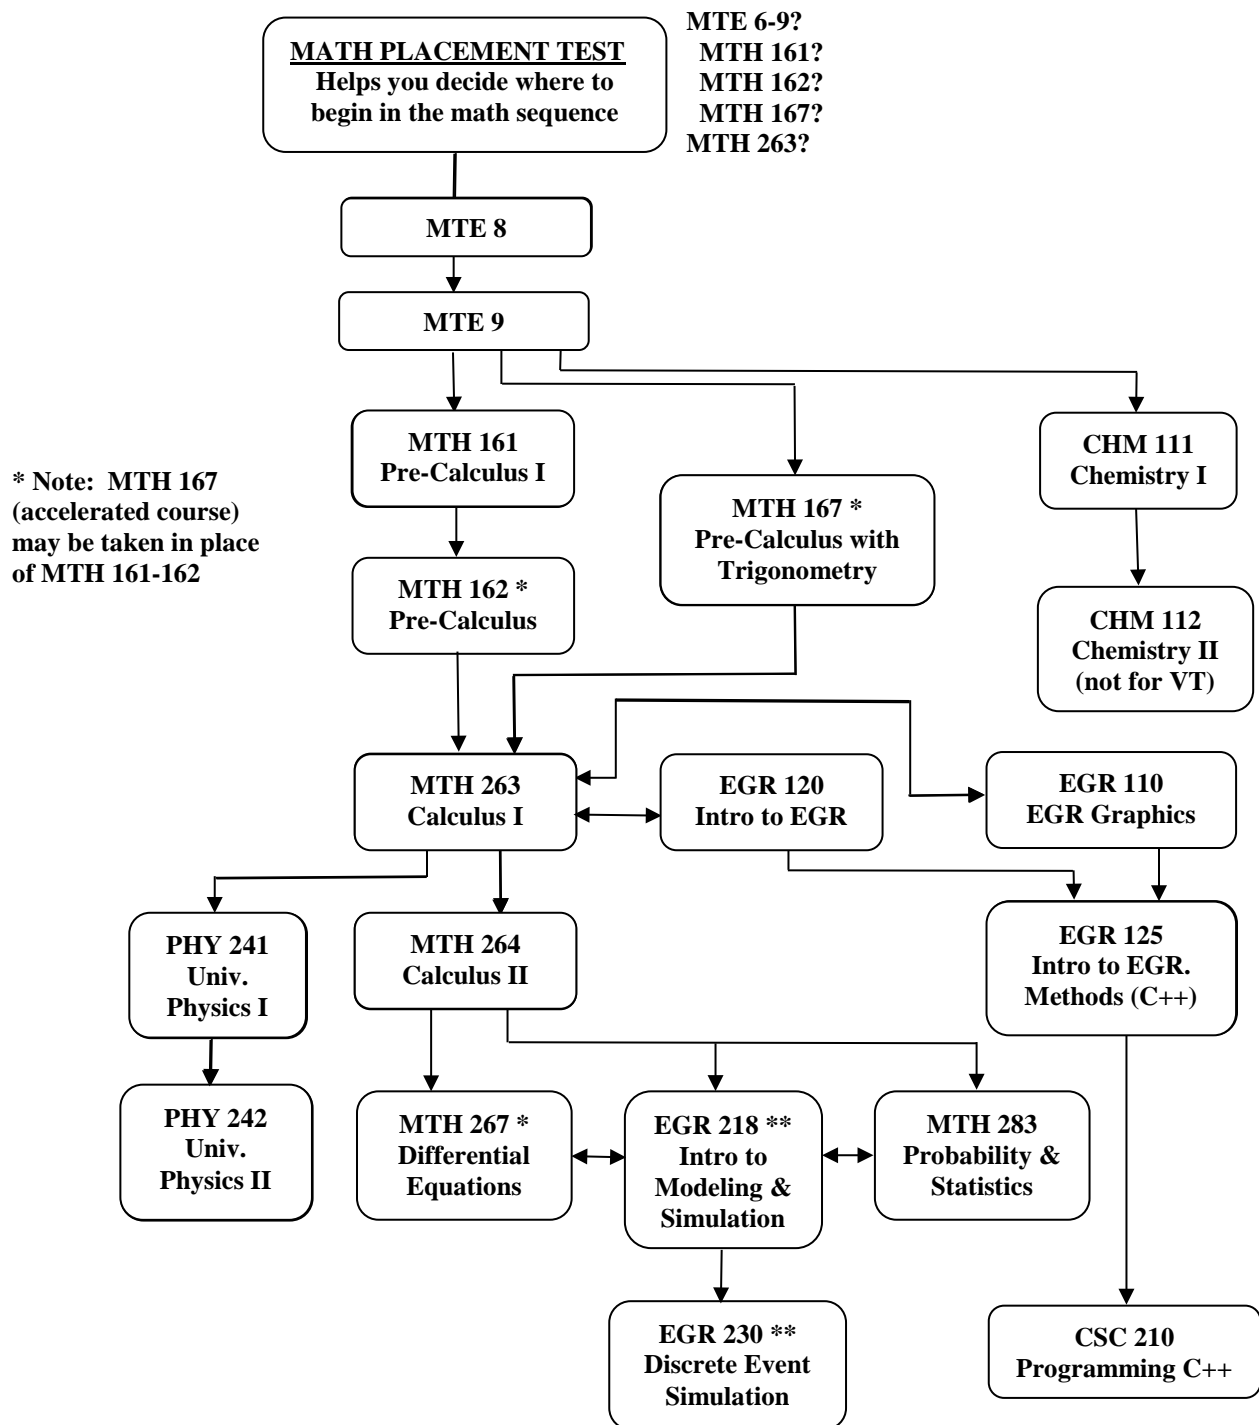 MATH PLACEMENT TEST
Helps you decide where to
begin in the math sequence
MTE 6-9?
MTH 161?
MTH 162?
MTH 167?
MTH 263?
MTE 8
MTE 9
MTH 161
Pre-Calculus I
CHM 111
Chemistry I
* Note:  MTH 167
(accelerated course)
may be taken in place
of MTH 161-162
MTH 167 *
Pre-Calculus with
Trigonometry
MTH 162 *
Pre-Calculus
CHM 112
Chemistry II
(not for VT)
MTH 263
Calculus I
EGR 120
Intro to EGR
EGR 110
EGR Graphics
PHY 241
Univ.
Physics I
MTH 264
Calculus II
EGR 125
Intro to EGR.
Methods (C++)
PHY 242
Univ.
Physics II
MTH 267 *
Differential
Equations
EGR 218 **
Intro to
Modeling &
Simulation
MTH 283
Probability &
Statistics
EGR 230 **
Discrete Event
Simulation
CSC 210
Programming C++